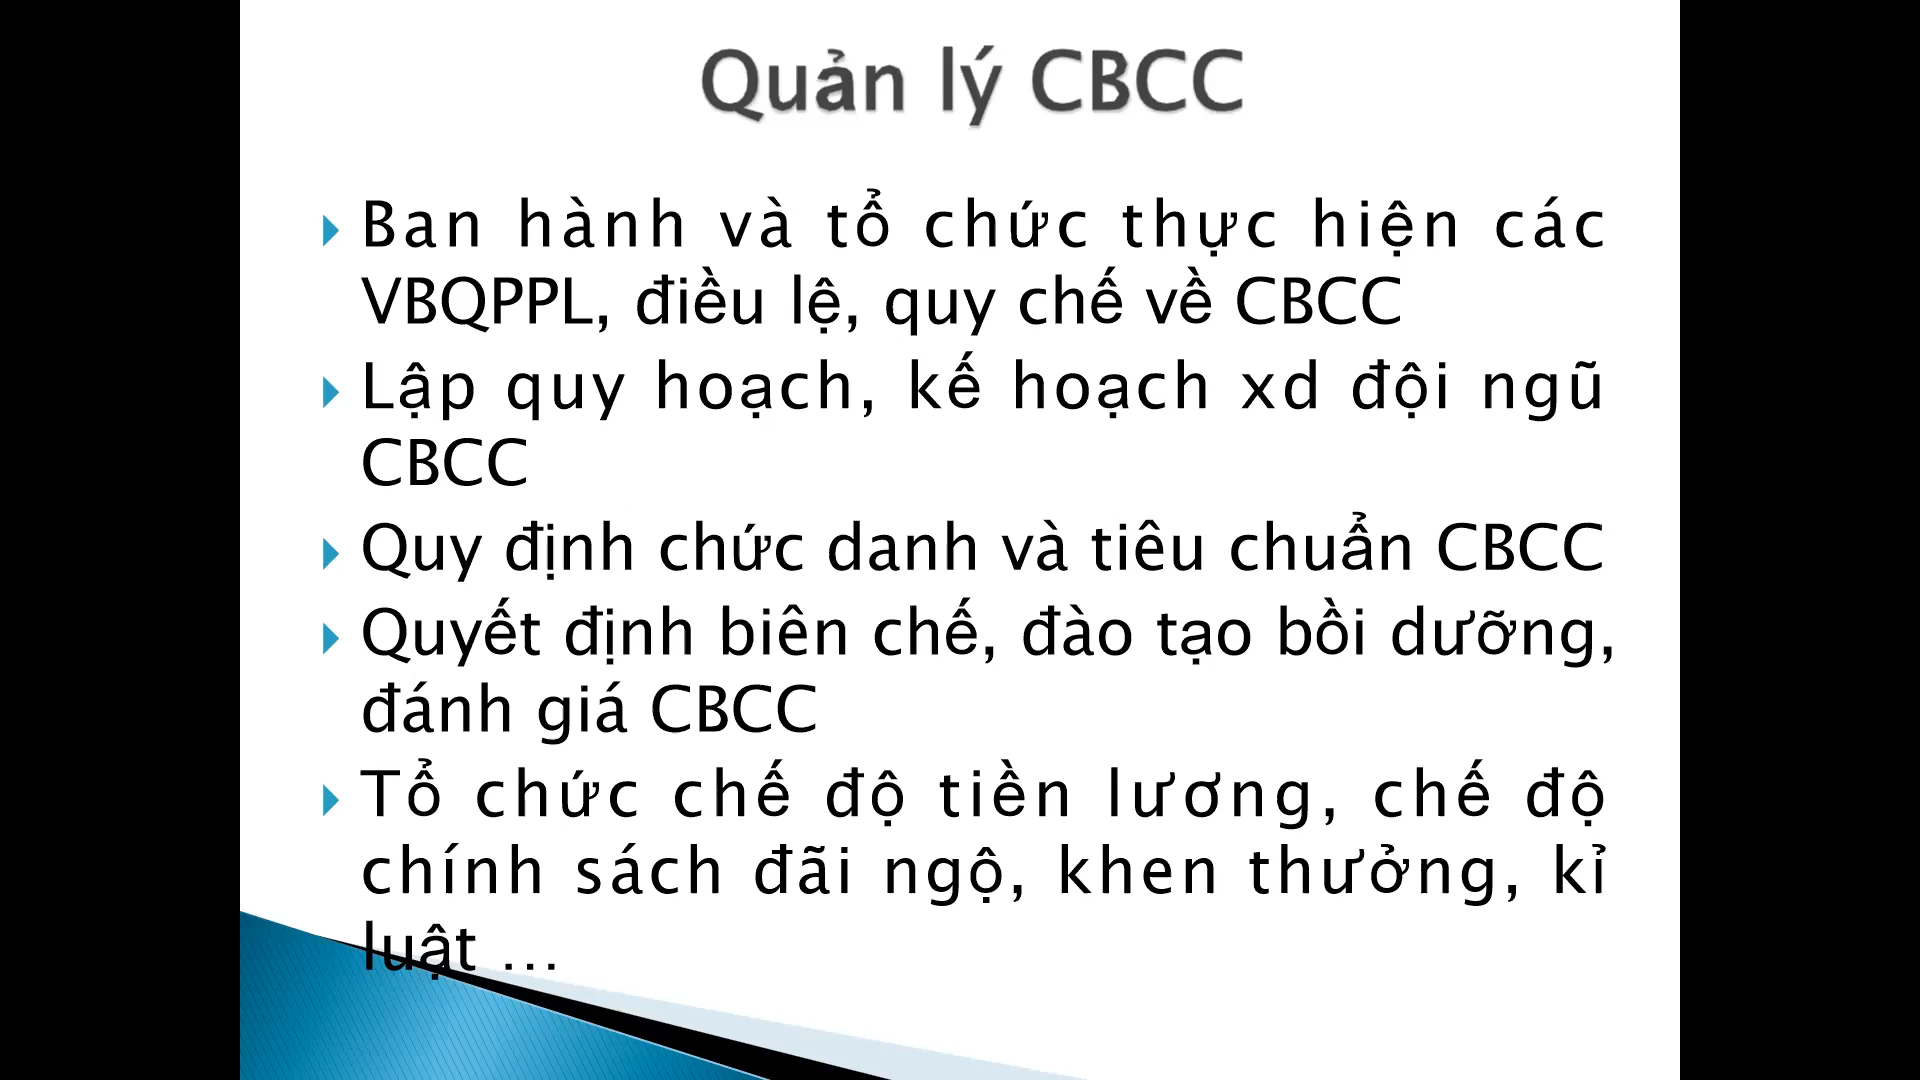 Quản lý CBCC
Ban hành và tổ chức thực hiện các
VBQPPL, điều lệ, quy chế về CBCC
Lập quy hoạch, kế hoạch xd đội ngũ
CBCC
Quy định chức danh và tiêu chuẩn CBCC
Quyết định biên chế, đào tạo bồi dưỡng,
đánh giá CBCC
Tổ chức chế độ tiền lương, chế độ
chính sách đãi ngộ, khen thưởng, kỉ
luật ...